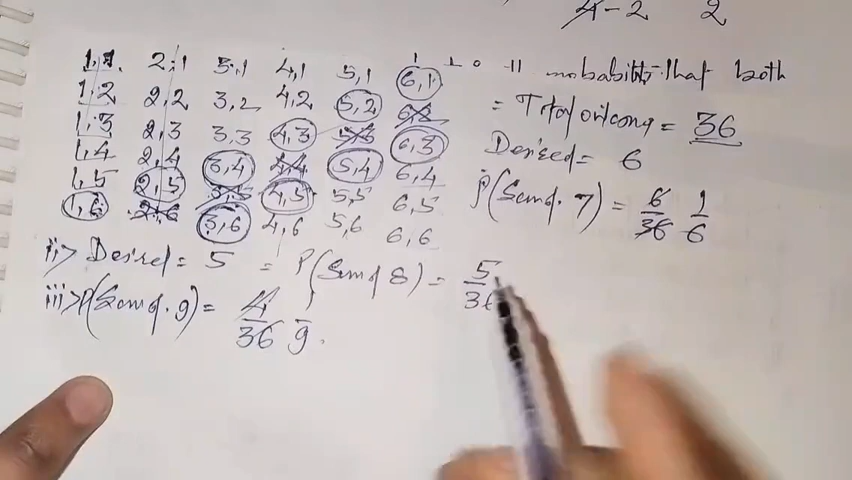 4-2 2
1,1 2,1 3,1 4,1 5,1 6,1 probability that both
1,2 2,2 3,2 4,2 5,2 6,2 = Total outcome = 36
1,3 2,3 3,3 4,3 5,3 6,3 Desired = 6
1,4 2,4 3,4 4,4 5,4 6,4
1,5 2,5 3,5 4,5 5,5 6,5 P(Sum of 7) = 6/36 1/6
1,6 2,6 3,6 4,6 5,6 6,6
ii> Desired = 5 = P(Sum of 8) = 5/36
iii> P(Sum of 9) = 4/36 1/9